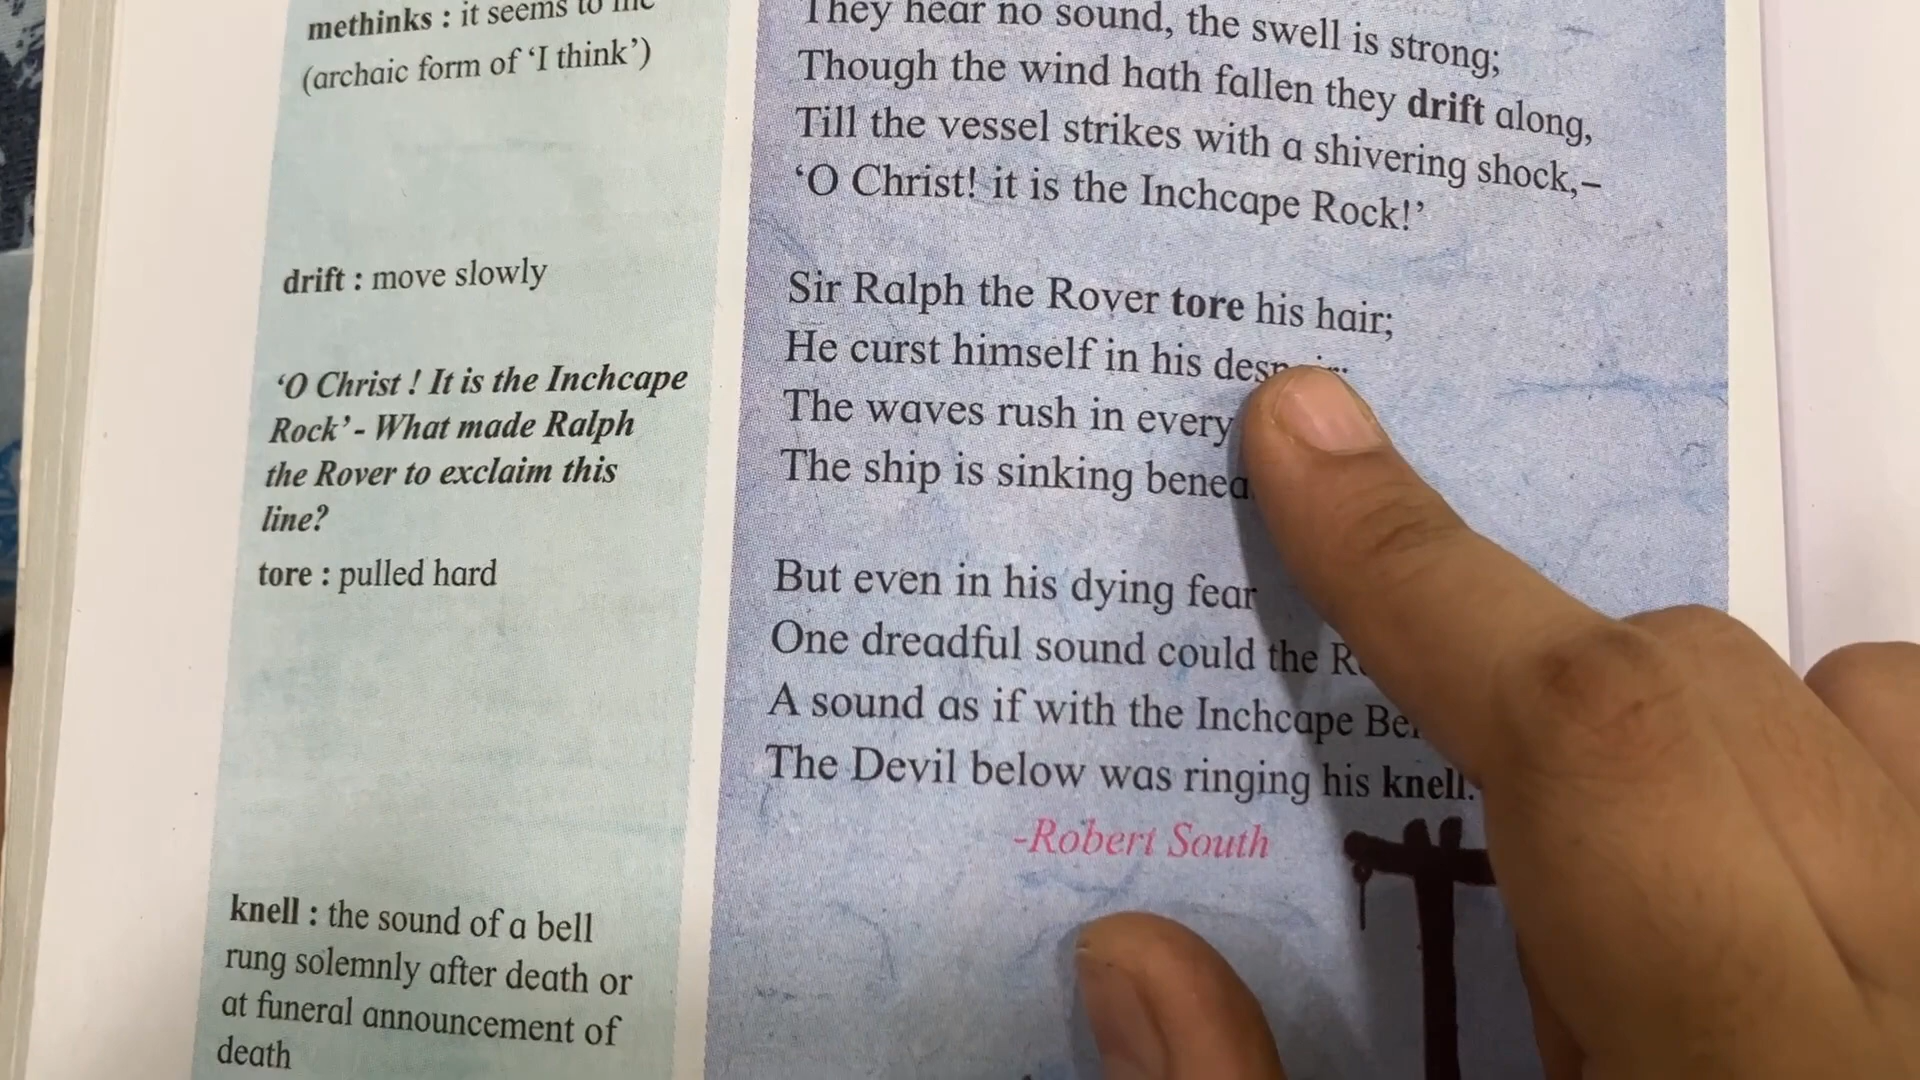 methinks : it seems to me
(archaic form of ‘I think’)
drift : move slowly
‘O Christ ! It is the Inchcape
Rock’- What made Ralph
the Rover to exclaim this
line?
tore : pulled hard
knell : the sound of a bell
rung solemnly after death or
at funeral announcement of
death
They hear no sound, the swell is strong;
Though the wind hath fallen they drift along,
Till the vessel strikes with a shivering shock,–
‘O Christ! it is the Inchcape Rock!’
Sir Ralph the Rover tore his hair;
He curst himself in his
The waves rush in every
The ship is sinking
But even in his dying fear
One dreadful sound could the
A sound as if with the Inchcape
The Devil below was ringing his knell.
-Robert South